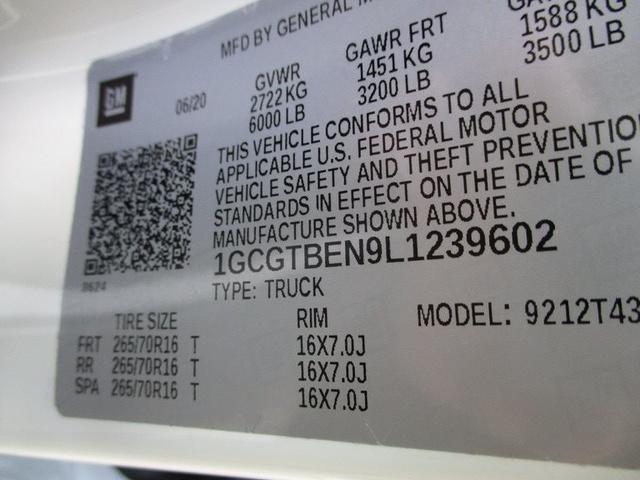 MFD BY GENERAL
GM
06/20
GVWR
2722 KG
6000 LB
GAWR FRT
1451 KG
3200 LB
1588 KG
3500 LB
THIS VEHICLE CONFORMS TO ALL
APPLICABLE U.S. FEDERAL MOTOR
VEHICLE SAFETY AND THEFT PREVENTIO
STANDARDS IN EFFECT ON THE DATE OF
MANUFACTURE SHOWN ABOVE.
1GCGTBEN9L1239602
8624
TYPE: TRUCK
MODEL: 9212T43
TIRE SIZE RIM
FRT 265/70R16 T 16X7.0J
RR 265/70R16 T 16X7.0J
SPA 265/70R16 T 16X7.0J